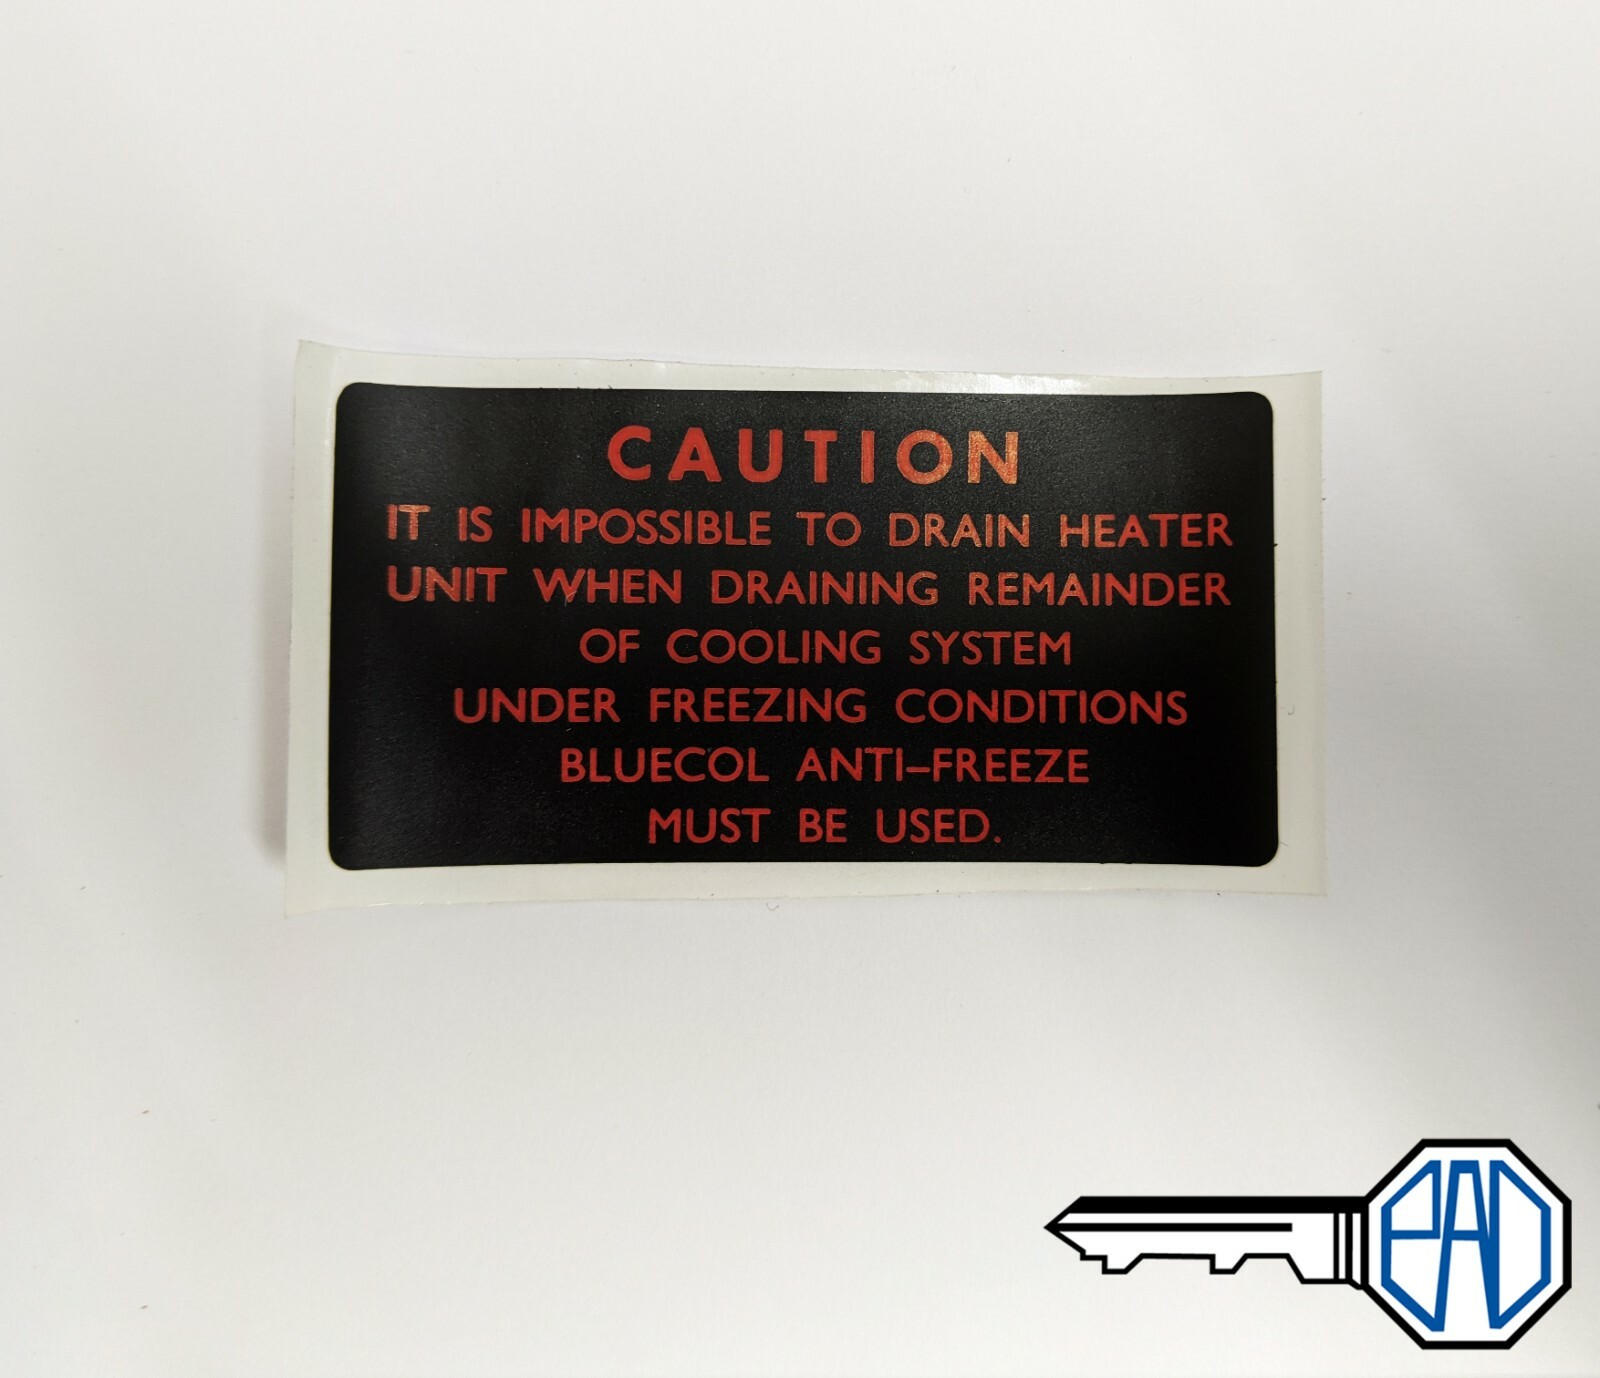 CAUTION
IT IS IMPOSSIBLE TO DRAIN HEATER
UNIT WHEN DRAINING REMAINDER
OF COOLING SYSTEM
UNDER FREEZING CONDITIONS
BLUECOL ANTI–FREEZE
MUST BE USED.
PAD